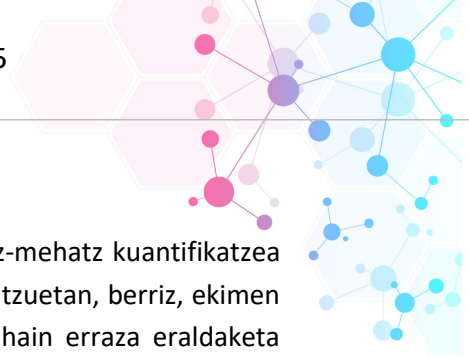 5
z-mehatz kuantifikatzea
tzuetan, berriz, ekimen
hain erraza eraldaketa